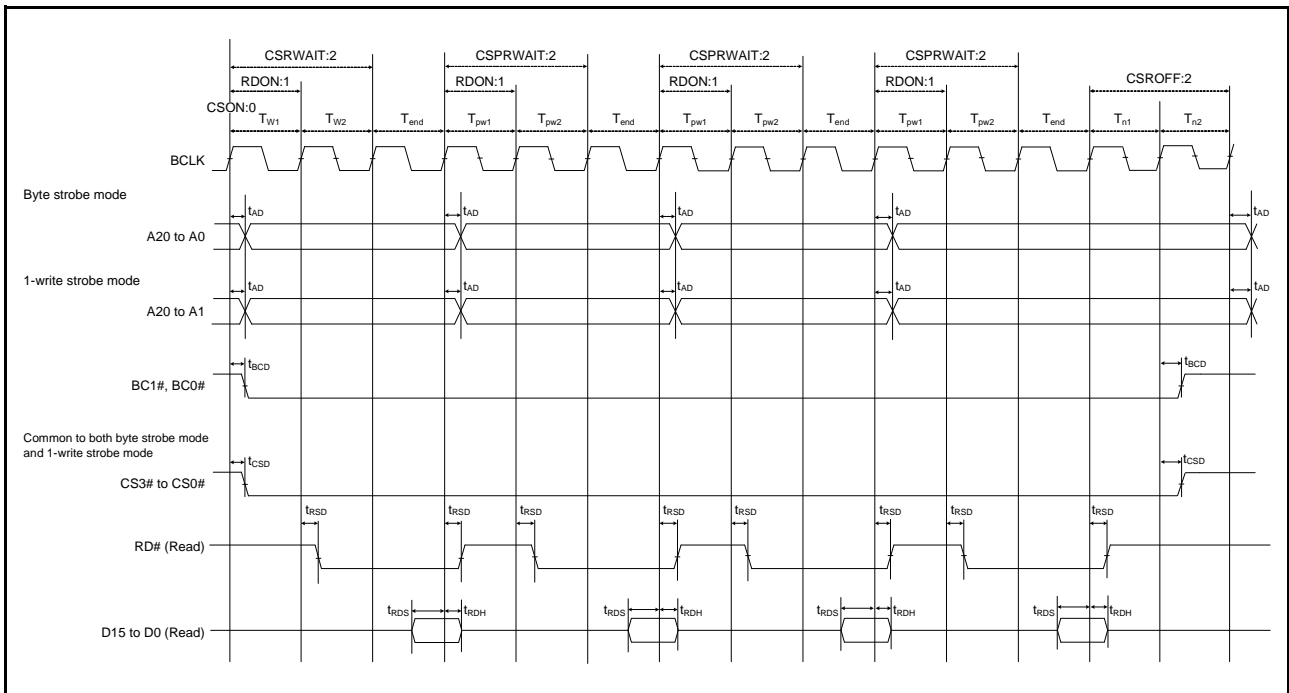 CSRWAIT:2 CSPRWAIT:2 CSPRWAIT:2 CSPRWAIT:2
RDON:1 RDON:1 RDON:1 RDON:1 CSROFF:2
CSON:0
TW1 TW2 Tend Tpw1 Tpw2 Tend Tpw1 Tpw2 Tend Tpw1 Tpw2 Tend Tn1 Tn2
BCLK
Byte strobe mode
tAD tAD tAD tAD tAD
A20 to A0
1-write strobe mode
tAD tAD tAD tAD tAD
A20 to A1
tBCD tBCD
BC1#, BC0#
Common to both byte strobe mode
and 1-write strobe mode
tCSD tCSD
CS3# to CS0#
tRSD tRSD tRSD tRSD tRSD tRSD tRSD tRSD
RD# (Read)
tRDS tRDH tRDS tRDH tRDS tRDH tRDS tRDH
D15 to D0 (Read)